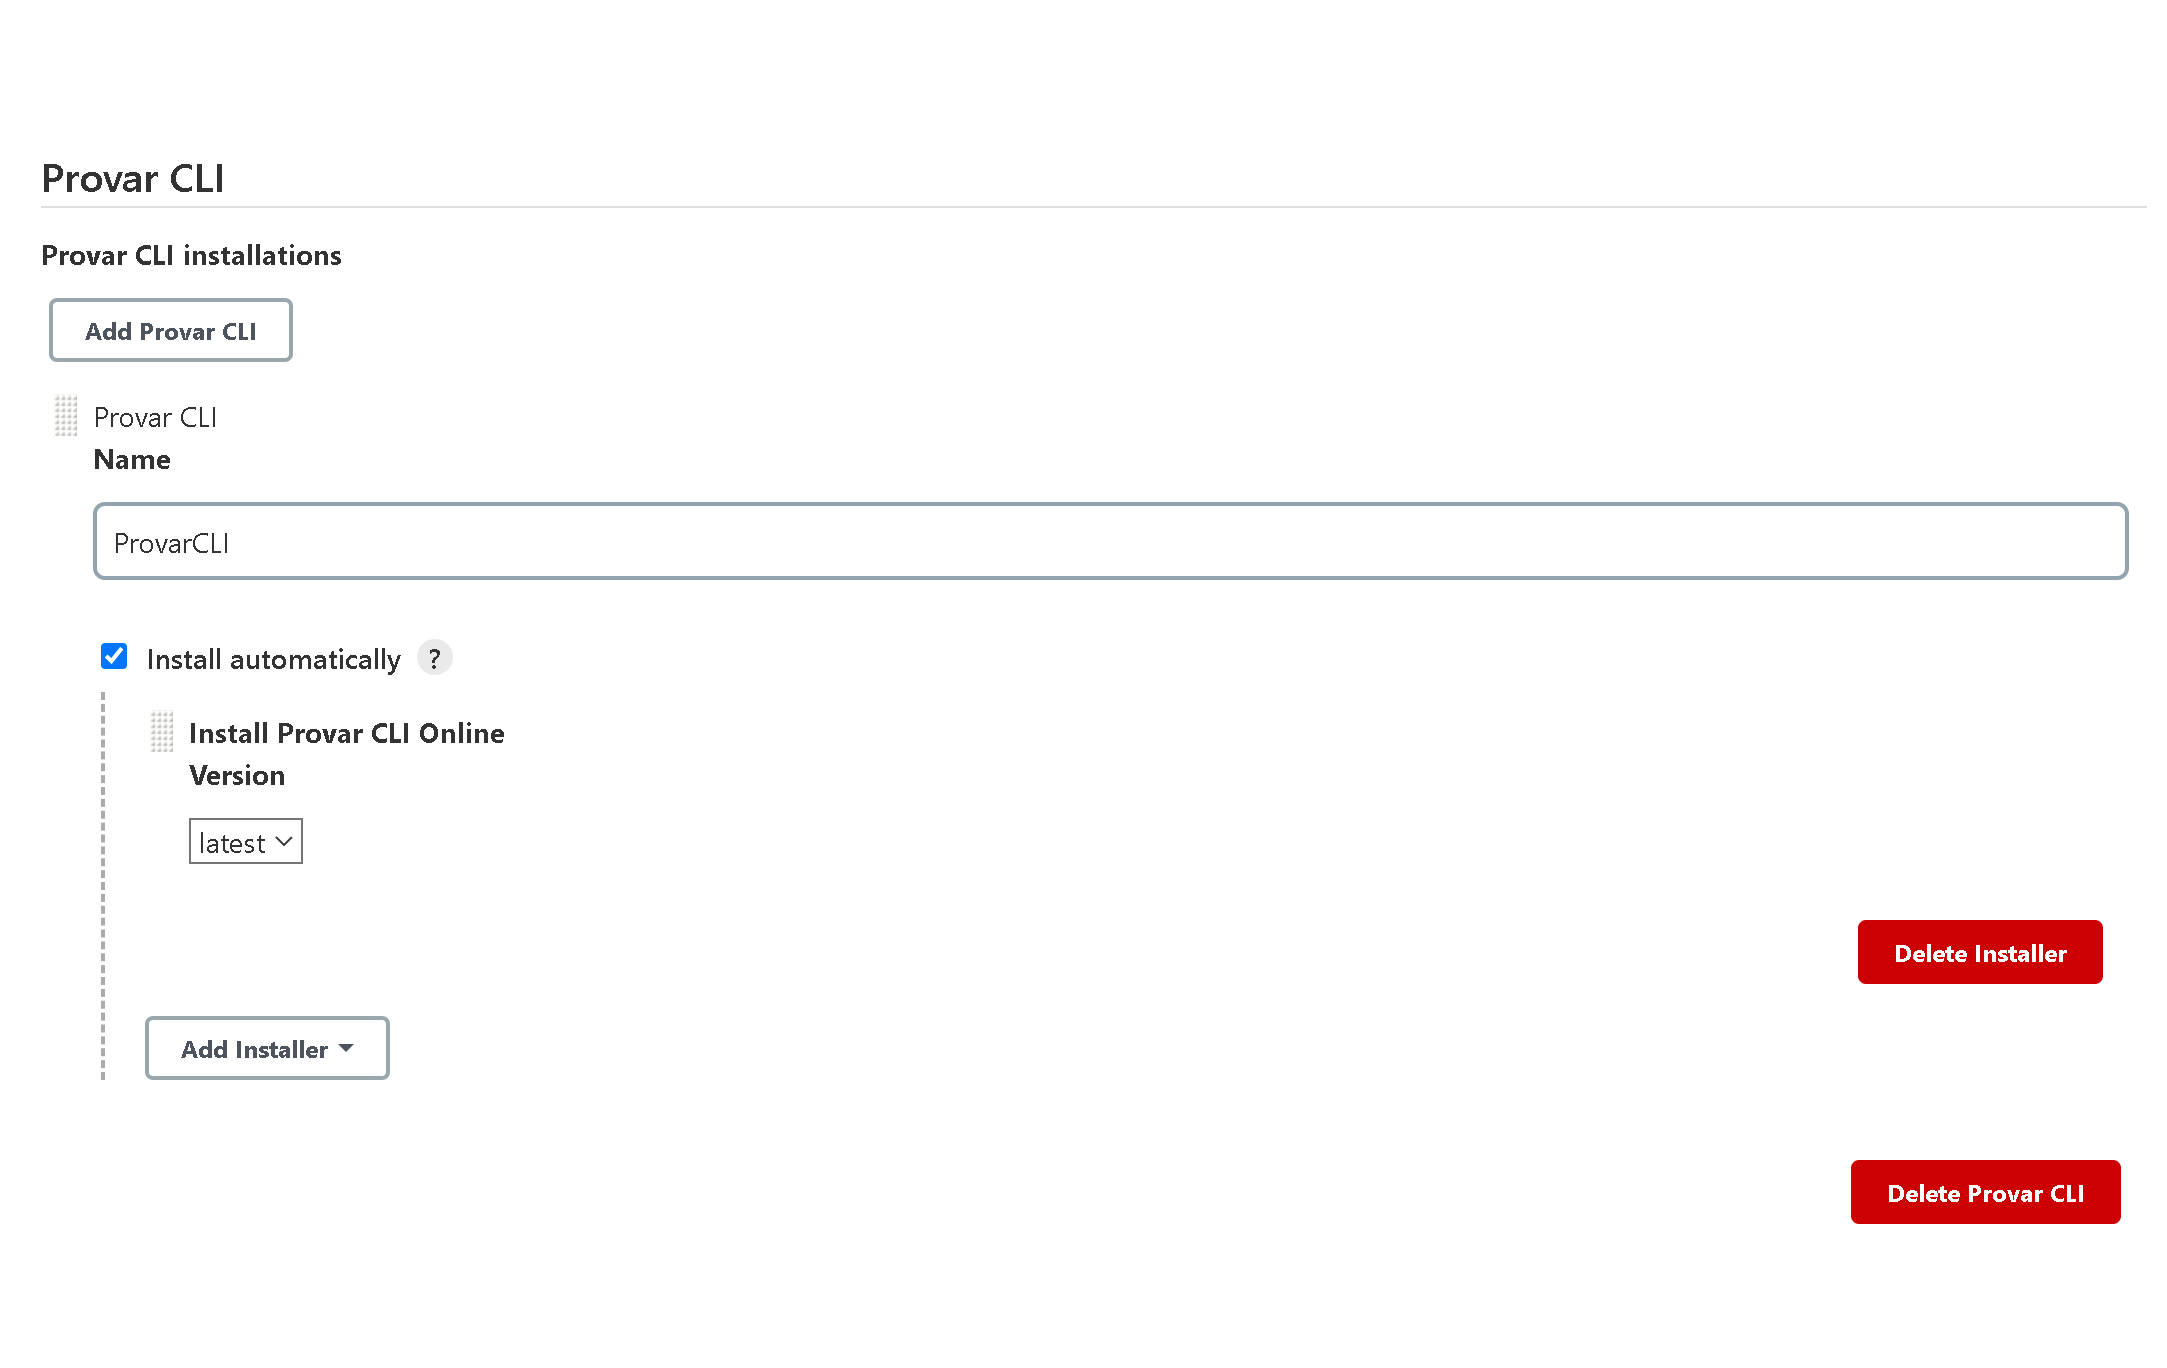 Provar CLI
Provar CLI installations
Add Provar CLI
Provar CLI
Name
ProvarCLI
Install automatically ?
Install Provar CLI Online
Version
latest
Delete Installer
Add Installer
Delete Provar CLI